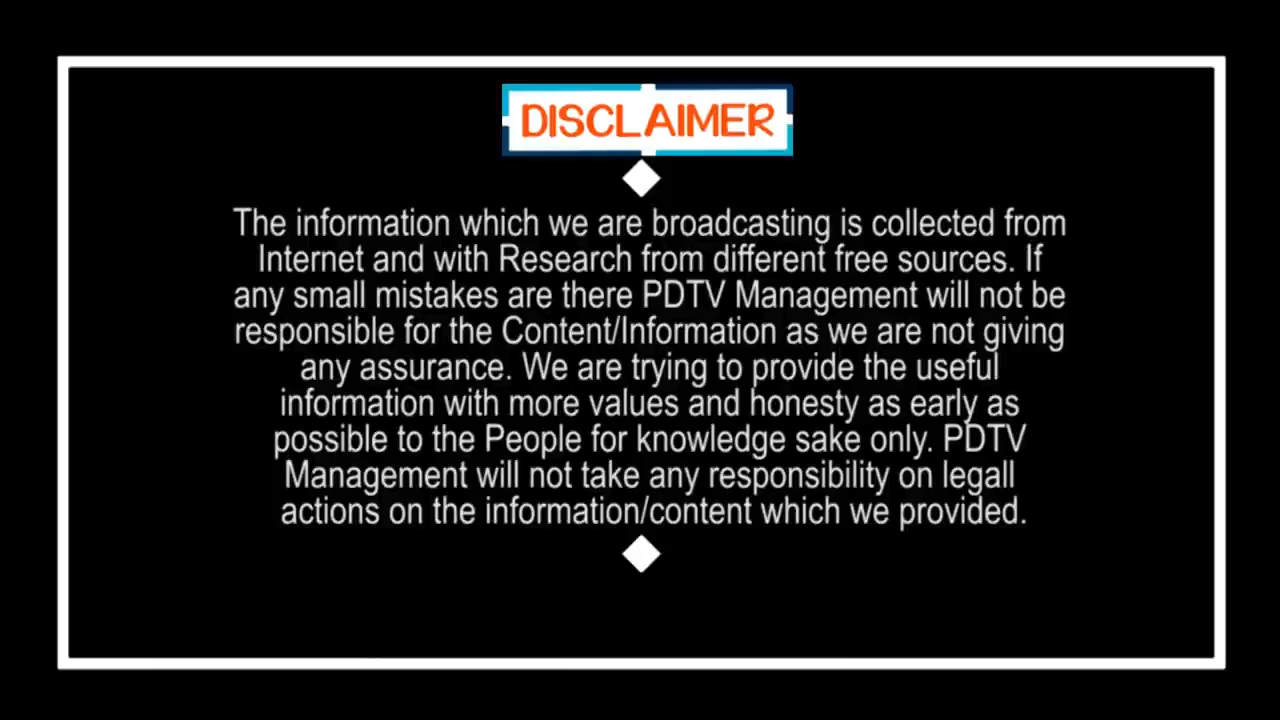 DISCLAIMER
The information which we are broadcasting is collected from
Internet and with Research from different free sources. If
any small mistakes are there PDTV Management will not be
responsible for the Content/Information as we are not giving
any assurance. We are trying to provide the useful
information with more values and honesty as early as
possible to the People for knowledge sake only. PDTV
Management will not take any responsibility on legall
actions on the information/content which we provided.